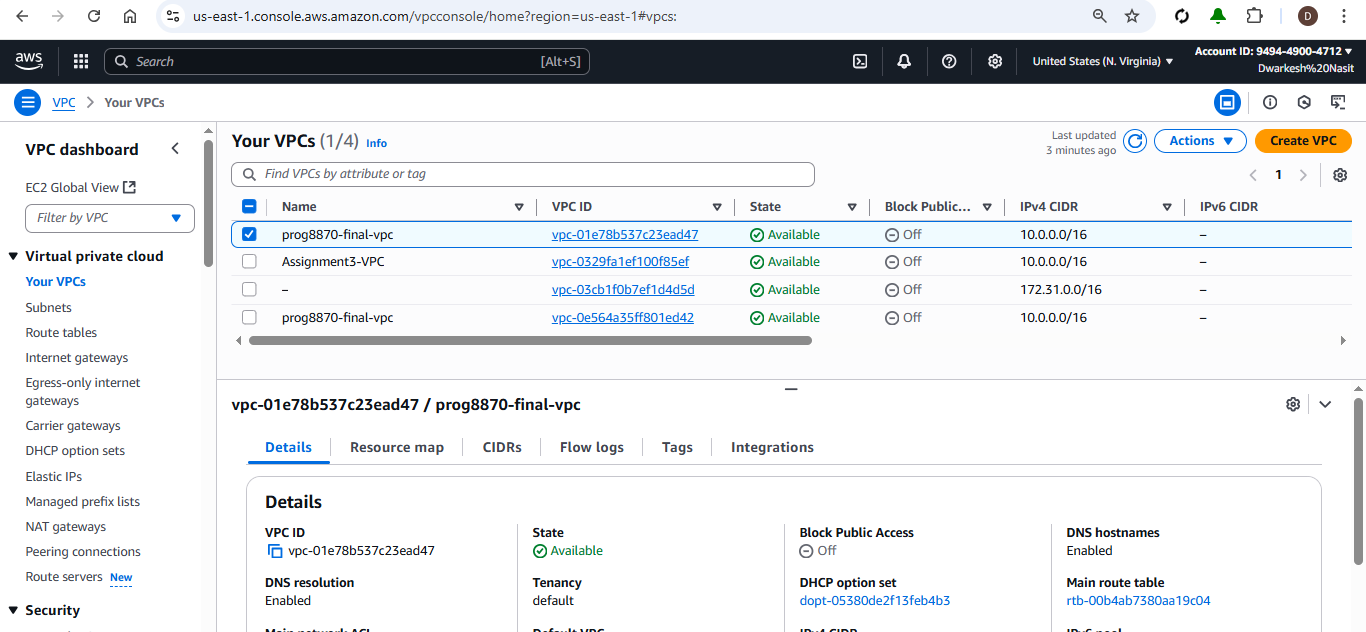 us-east-1.console.aws.amazon.com/vpcconsole/home?region=us-east-1#vpcs:
D
aws
Search [Alt+S]
United States (N. Virginia)
Account ID: 9494-4900-4712
Dwarkesh%20Nasit
VPC > Your VPCs
VPC dashboard
EC2 Global View
Filter by VPC
Virtual private cloud
Your VPCs
Subnets
Route tables
Internet gateways
Egress-only internet
gateways
Carrier gateways
DHCP option sets
Elastic IPs
Managed prefix lists
NAT gateways
Peering connections
Route servers New
Security
Your VPCs (1/4) Info
Last updated
3 minutes ago
Actions
Create VPC
Find VPCs by attribute or tag
1
Name VPC ID State Block Public... IPv4 CIDR IPv6 CIDR
prog8870-final-vpc vpc-01e78b537c23ead47 Available Off 10.0.0.0/16 –
Assignment3-VPC vpc-0329fa1ef100f85ef Available Off 10.0.0.0/16 –
– vpc-03cb1f0b7ef1d4d5d Available Off 172.31.0.0/16 –
prog8870-final-vpc vpc-0e564a35ff801ed42 Available Off 10.0.0.0/16 –
vpc-01e78b537c23ead47 / prog8870-final-vpc
Details Resource map CIDRs Flow logs Tags Integrations
Details
VPC ID
vpc-01e78b537c23ead47
State
Available
Block Public Access
Off
DNS hostnames
Enabled
DNS resolution
Enabled
Tenancy
default
DHCP option set
dopt-05380de2f13feb4b3
Main route table
rtb-00b4ab7380aa19c04
Main network ACL
Default VPC
IPv4 CIDR
IPv6 pool